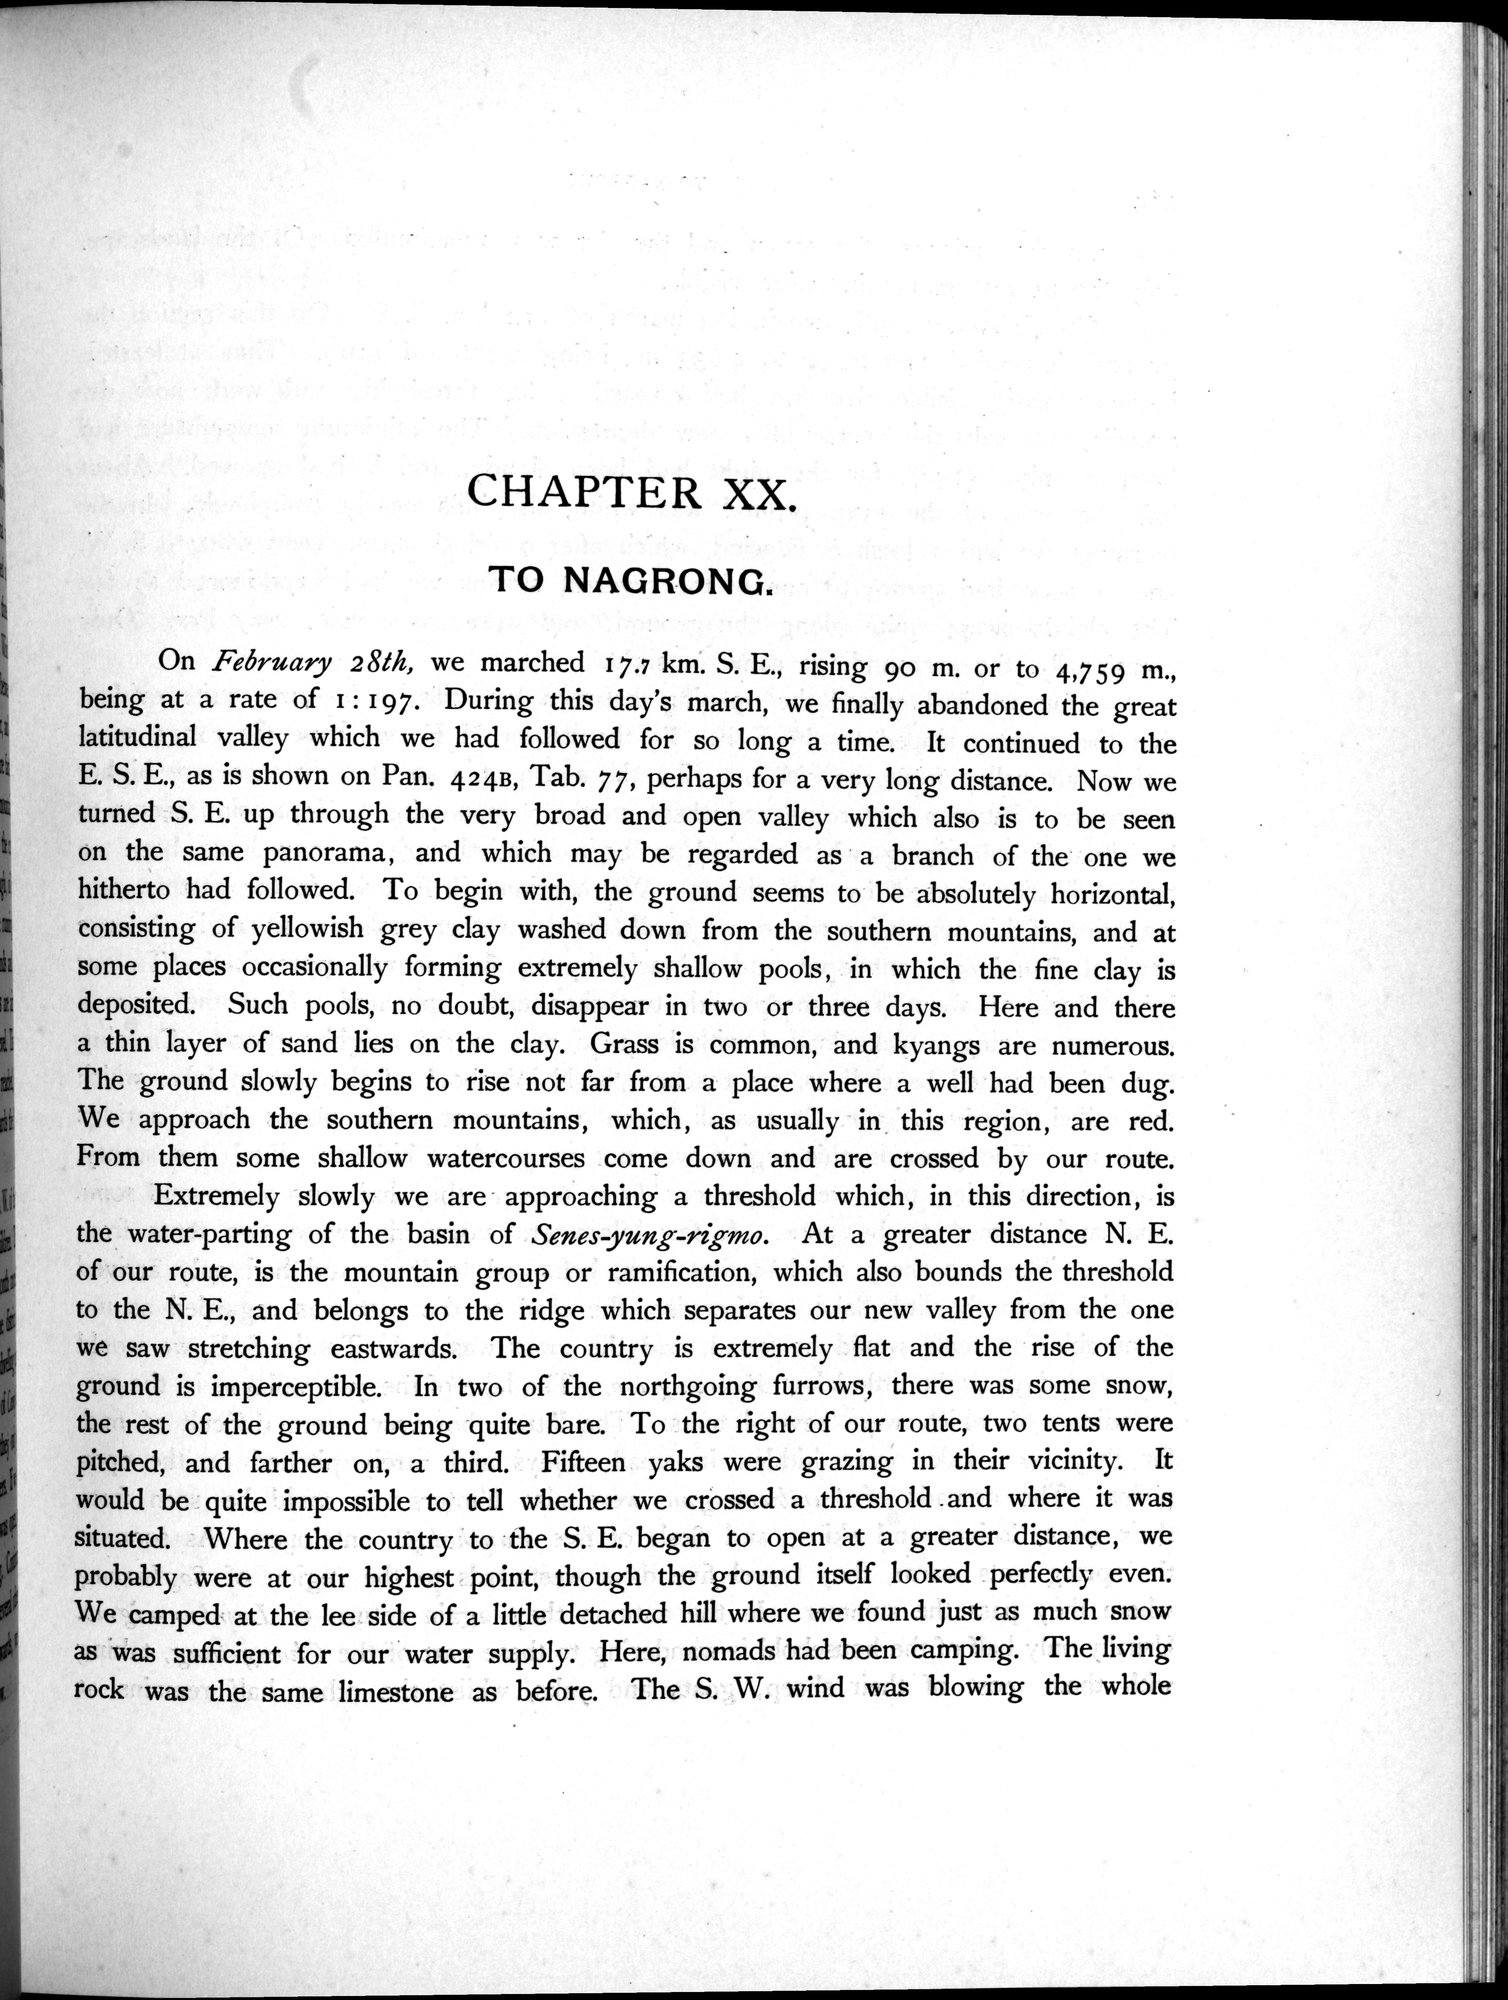 CHAPTER XX.
TO NAGRONG.
On February 28th, we marched 17.7 km. S. E., rising 90 m. or to 4,759 m.,
being at a rate of 1 : 197. During this day's march, we finally abandoned the great
latitudinal valley which we had followed for so long a time. It continued to the
E. S. E., as is shown on Pan. 424B, Tab. 77, perhaps for a very long distance. Now we
turned S. E. up through the very broad and open valley which also is to be seen
on the same panorama, and which may be regarded as a branch of the one we
hitherto had followed. To begin with, the ground seems to be absolutely horizontal,
consisting of yellowish grey clay washed down from the southern mountains, and at
some places occasionally forming extremely shallow pools, in which the fine clay is
deposited. Such pools, no doubt, disappear in two or three days. Here and there
a thin layer of sand lies on the clay. Grass is common, and kyangs are numerous.
The ground slowly begins to rise not far from a place where a well had been dug.
We approach the southern mountains, which, as usually in this region, are red.
From them some shallow watercourses come down and are crossed by our route.
Extremely slowly we are approaching a threshold which, in this direction, is
the water-parting of the basin of Senes-yung-rigmo. At a greater distance N. E.
of our route, is the mountain group or ramification, which also bounds the threshold
to the N. E., and belongs to the ridge which separates our new valley from the one
we saw stretching eastwards. The country is extremely flat and the rise of the
ground is imperceptible. In two of the northgoing furrows, there was some snow,
the rest of the ground being quite bare. To the right of our route, two tents were
pitched, and farther on, a third. Fifteen yaks were grazing in their vicinity. It
would be quite impossible to tell whether we crossed a threshold and where it was
situated. Where the country to the S. E. began to open at a greater distance, we
probably were at our highest point, though the ground itself looked perfectly even.
We camped at the lee side of a little detached hill where we found just as much snow
as was sufficient for our water supply. Here, nomads had been camping. The living
rock was the same limestone as before. The S. W. wind was blowing the whole